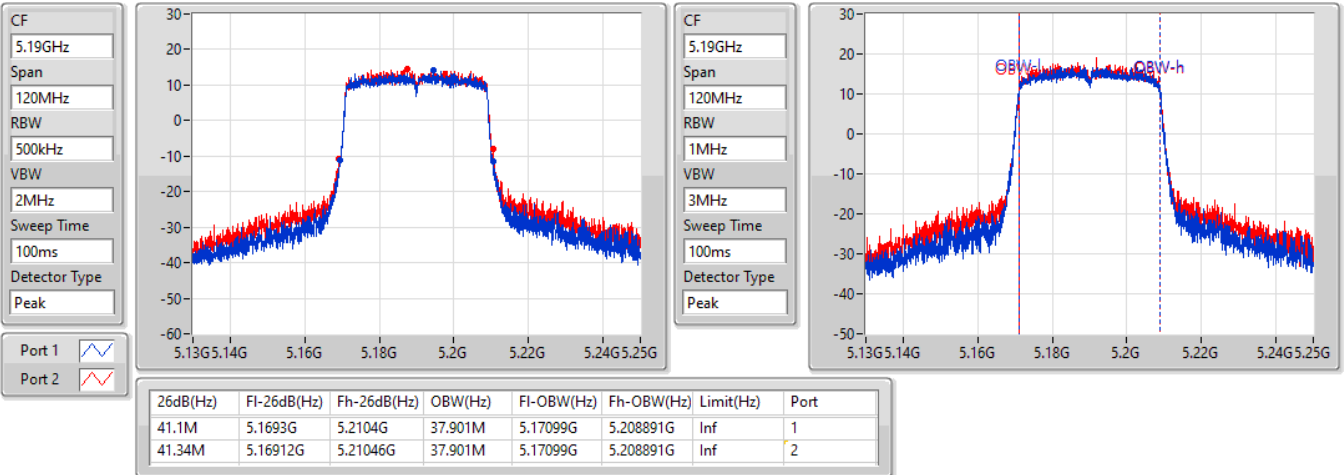 CF
5.19GHz
Span
120MHz
RBW
500kHz
VBW
2MHz
Sweep Time
100ms
Detector Type
Peak
Port 1
Port 2
30
20
10
0
-10
-20
-30
-40
-50
-60
5.13G 5.14G 5.16G 5.18G 5.2G 5.22G 5.24G 5.25G
CF
5.19GHz
Span
120MHz
RBW
1MHz
VBW
3MHz
Sweep Time
100ms
Detector Type
Peak
30
20
10
0
-10
-20
-30
-40
-50
OBW-l OBW-h
5.13G 5.14G 5.16G 5.18G 5.2G 5.22G 5.24G 5.25G
26dB(Hz) Fl-26dB(Hz) Fh-26dB(Hz) OBW(Hz) Fl-OBW(Hz) Fh-OBW(Hz) Limit(Hz) Port
41.1M 5.1693G 5.2104G 37.901M 5.17099G 5.208891G Inf 1
41.34M 5.16912G 5.21046G 37.901M 5.17099G 5.208891G Inf 2